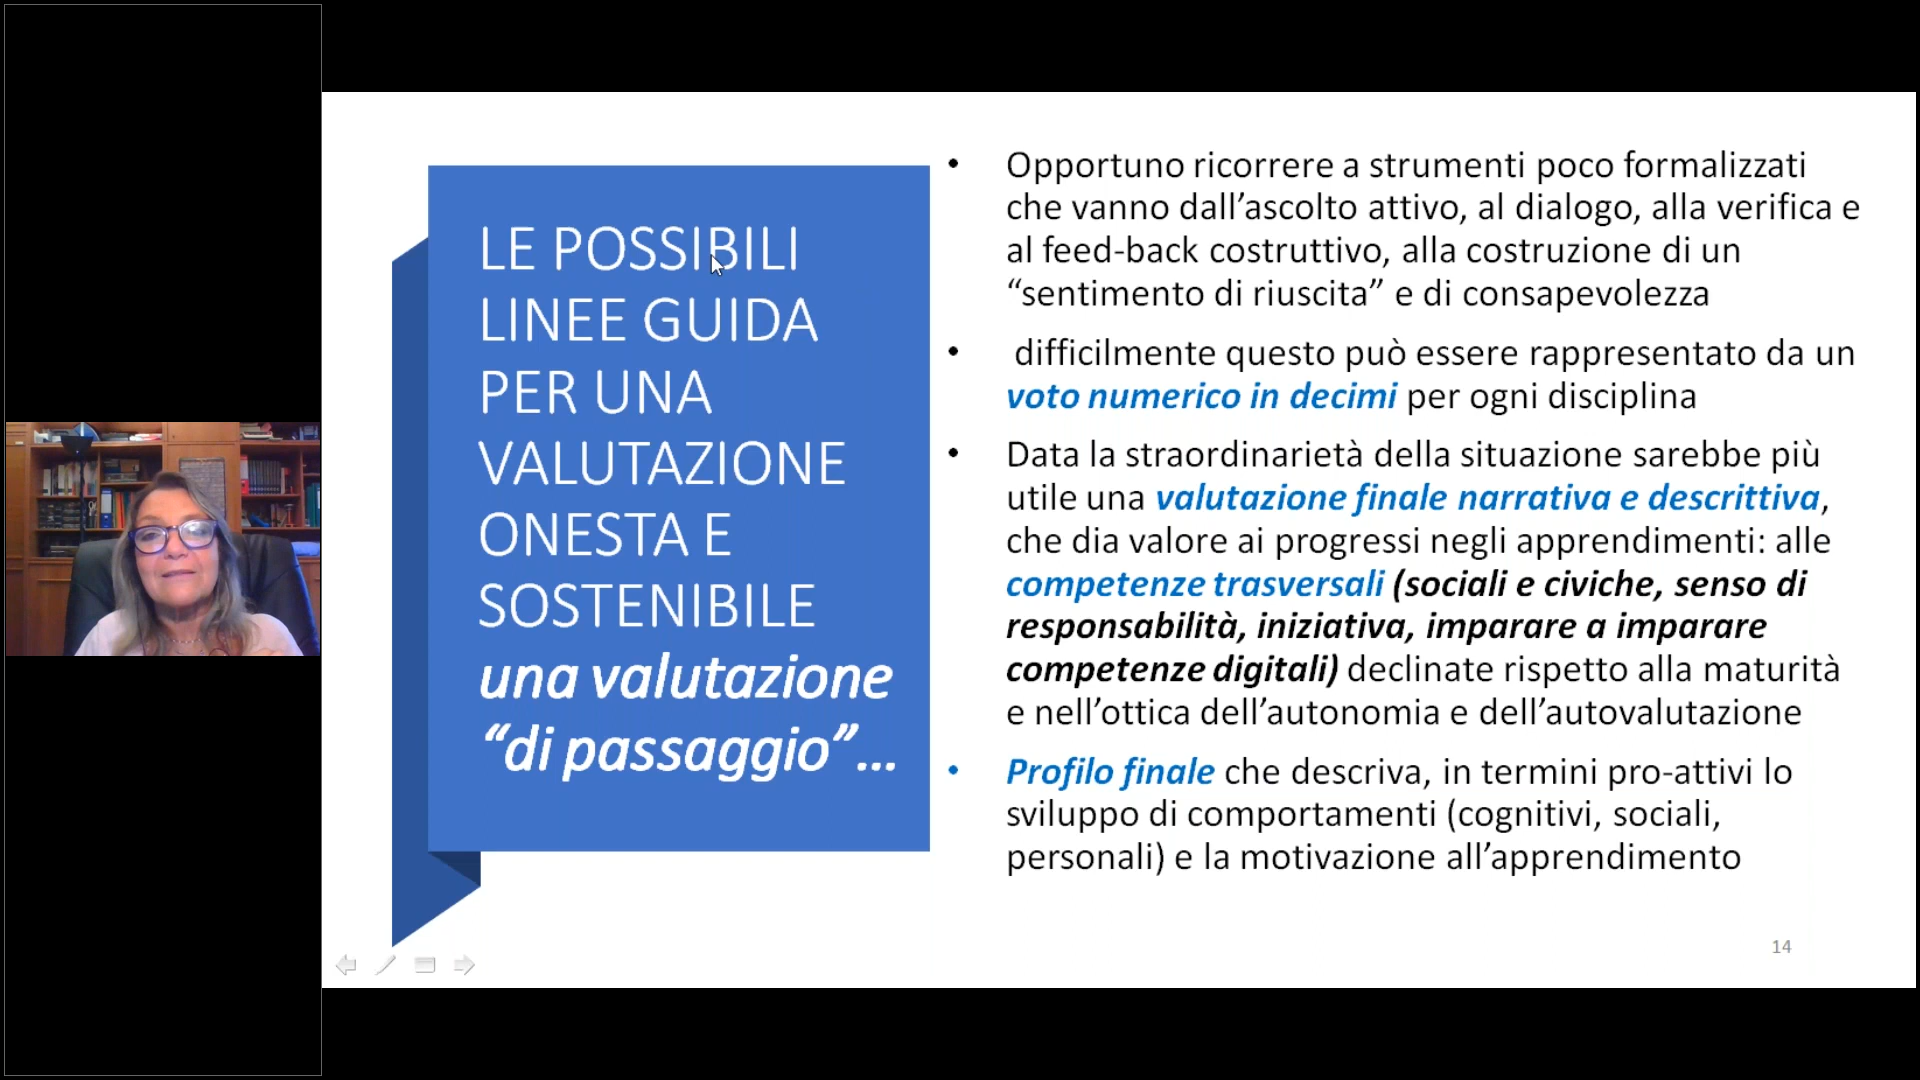 LE POSSIBILI
LINEE GUIDA
PER UNA
VALUTAZIONE
ONESTA E
SOSTENIBILE
una valutazione
“di passaggio”...
• Opportuno ricorrere a strumenti poco formalizzati
che vanno dall’ascolto attivo, al dialogo, alla verifica e
al feed-back costruttivo, alla costruzione di un
“sentimento di riuscita” e di consapevolezza
• difficilmente questo può essere rappresentato da un
voto numerico in decimi per ogni disciplina
• Data la straordinarietà della situazione sarebbe più
utile una valutazione finale narrativa e descrittiva,
che dia valore ai progressi negli apprendimenti: alle
competenze trasversali (sociali e civiche, senso di
responsabilità, iniziativa, imparare a imparare
competenze digitali) declinate rispetto alla maturità
e nell’ottica dell’autonomia e dell’autovalutazione
• Profilo finale che descriva, in termini pro-attivi lo
sviluppo di comportamenti (cognitivi, sociali,
personali) e la motivazione all’apprendimento
14